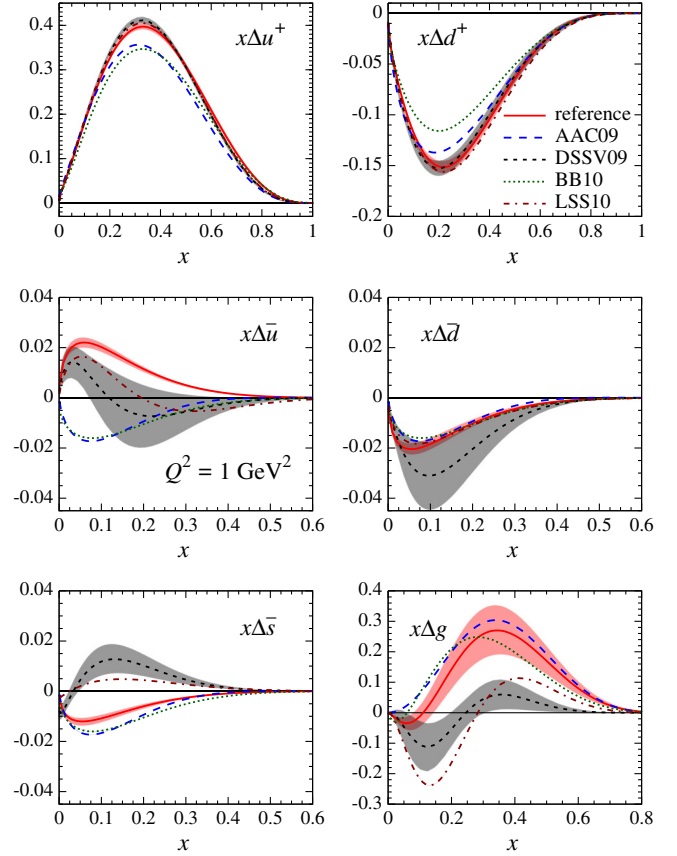 xΔu⁺
0.4
0.3
0.2
0.1
0
0 0.2 0.4 0.6 0.8 1
x
xΔd⁺
0
-0.05
-0.1
-0.15
-0.2
reference
AAC09
DSSV09
BB10
LSS10
0 0.2 0.4 0.6 0.8 1
x
xΔū
0.04
0.02
0
-0.02
-0.04
Q² = 1 GeV²
0 0.1 0.2 0.3 0.4 0.5 0.6
x
xΔd̄
0.04
0.02
0
-0.02
-0.04
0 0.1 0.2 0.3 0.4 0.5 0.6
x
xΔs̄
0.04
0.02
0
-0.02
-0.04
0 0.1 0.2 0.3 0.4 0.5 0.6
x
xΔg
0.4
0.3
0.2
0.1
0
-0.1
-0.2
-0.3
0 0.2 0.4 0.6 0.8
x